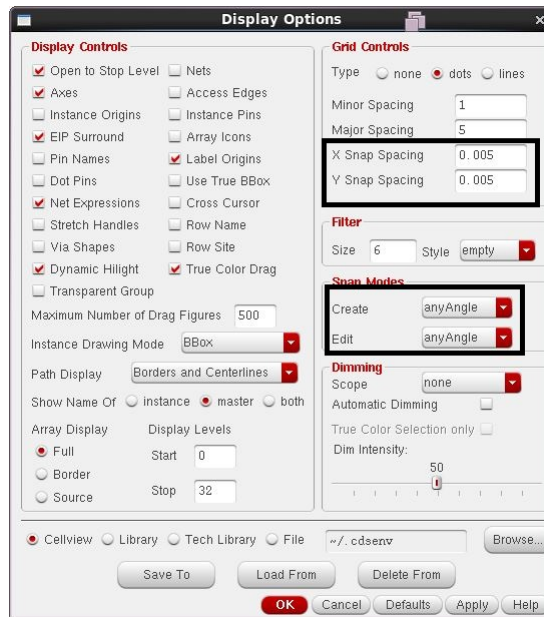 Display Options
Display Controls
Open to Stop Level Nets
Axes Access Edges
Instance Origins Instance Pins
EIP Surround Array Icons
Pin Names Label Origins
Dot Pins Use True BBox
Net Expressions Cross Cursor
Stretch Handles Row Name
Via Shapes Row Site
Dynamic Hilight True Color Drag
Transparent Group
Maximum Number of Drag Figures 500
Instance Drawing Mode BBox
Path Display Borders and Centerlines
Show Name Of instance master both
Array Display Display Levels
Full Start 0
Border
Source Stop 32
Grid Controls
Type none dots lines
Minor Spacing 1
Major Spacing 5
X Snap Spacing 0.005
Y Snap Spacing 0.005
Filter
Size 6 Style empty
Snap Modes
Create anyAngle
Edit anyAngle
Dimming
Scope none
Automatic Dimming
True Color Selection only
Dim Intensity:
50
Cellview Library Tech Library File ~/.cdsenv Browse...
Save To Load From Delete From
OK Cancel Defaults Apply Help